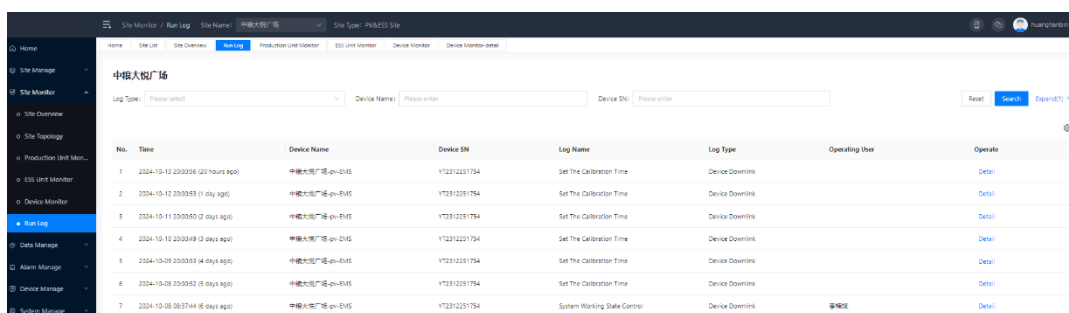 Site Monitor / Run Log Site Name: 中粮大悦广场 Site Type: PV&ESS Site huanghanbin
Home Site List Site Overview Run Log Production Unit Monitor ESS Unit Monitor Device Monitor Device Monitor-detail
Home
Site Manage
Site Monitor
Site Overview
Site Topology
Production Unit Mon...
ESS Unit Monitor
Device Monitor
Run Log
Data Manage
Alarm Manage
Device Manage
System Manage
中粮大悦广场
Log Type: Please select Device Name: Please enter Device SN: Please enter Reset Search Expand(1)
No. Time Device Name Device SN Log Name Log Type Operating User Operate
1 2024-10-13 20:00:56 (20 hours ago) 中粮大悦广场-pv-EMS YT2312251754 Set The Calibration Time Device Downlink Detail
2 2024-10-12 20:00:53 (1 day ago) 中粮大悦广场-pv-EMS YT2312251754 Set The Calibration Time Device Downlink Detail
3 2024-10-11 20:00:50 (2 days ago) 中粮大悦广场-pv-EMS YT2312251754 Set The Calibration Time Device Downlink Detail
4 2024-10-10 20:00:49 (3 days ago) 中粮大悦广场-pv-EMS YT2312251754 Set The Calibration Time Device Downlink Detail
5 2024-10-09 20:00:53 (4 days ago) 中粮大悦广场-pv-EMS YT2312251754 Set The Calibration Time Device Downlink Detail
6 2024-10-08 20:00:52 (5 days ago) 中粮大悦广场-pv-EMS YT2312251754 Set The Calibration Time Device Downlink Detail
7 2024-10-08 08:37:44 (6 days ago) 中粮大悦广场-pv-EMS YT2312251754 System Working State Control Device Downlink Detail